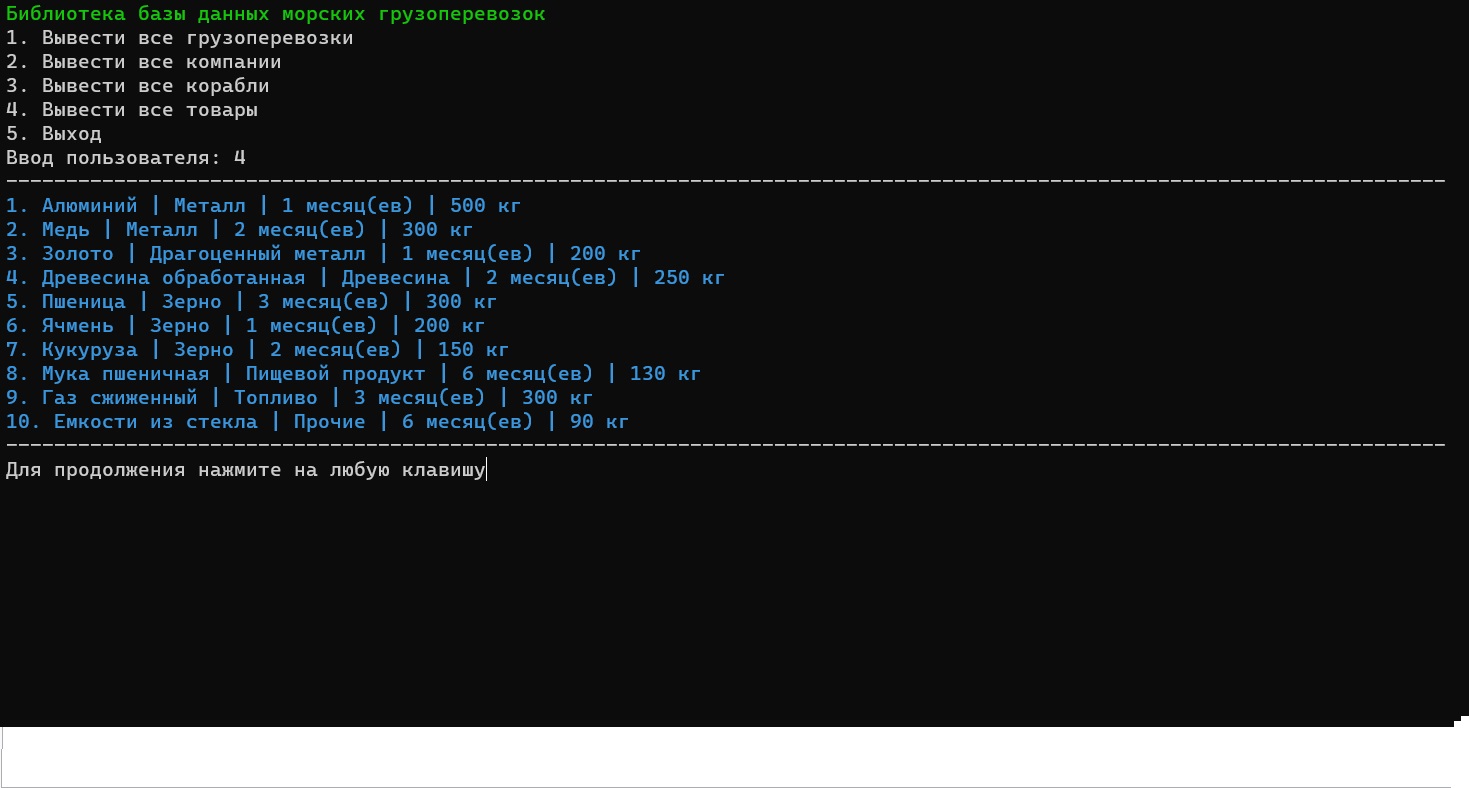 Библиотека базы данных морских грузоперевозок
1. Вывести все грузоперевозки
2. Вывести все компании
3. Вывести все корабли
4. Вывести все товары
5. Выход
Ввод пользователя: 4
------------------------------------------------------------------------------------------------------------------------
1. Алюминий | Металл | 1 месяц(ев) | 500 кг
2. Медь | Металл | 2 месяц(ев) | 300 кг
3. Золото | Драгоценный металл | 1 месяц(ев) | 200 кг
4. Древесина обработанная | Древесина | 2 месяц(ев) | 250 кг
5. Пшеница | Зерно | 3 месяц(ев) | 300 кг
6. Ячмень | Зерно | 1 месяц(ев) | 200 кг
7. Кукуруза | Зерно | 2 месяц(ев) | 150 кг
8. Мука пшеничная | Пищевой продукт | 6 месяц(ев) | 130 кг
9. Газ сжиженный | Топливо | 3 месяц(ев) | 300 кг
10. Емкости из стекла | Прочие | 6 месяц(ев) | 90 кг
------------------------------------------------------------------------------------------------------------------------
Для продолжения нажмите на любую клавишу